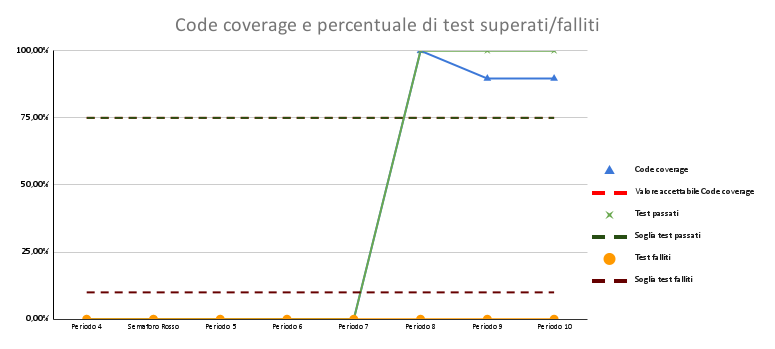 Code coverage e percentuale di test superati/falliti
100,00%
75,00%
50,00%
25,00%
0,00%
Periodo 4
Semaforo Rosso
Periodo 5
Periodo 6
Periodo 7
Periodo 8
Periodo 9
Periodo 10
Code coverage
Valore accettabile Code coverage
Test passati
Soglia test passati
Test falliti
Soglia test falliti